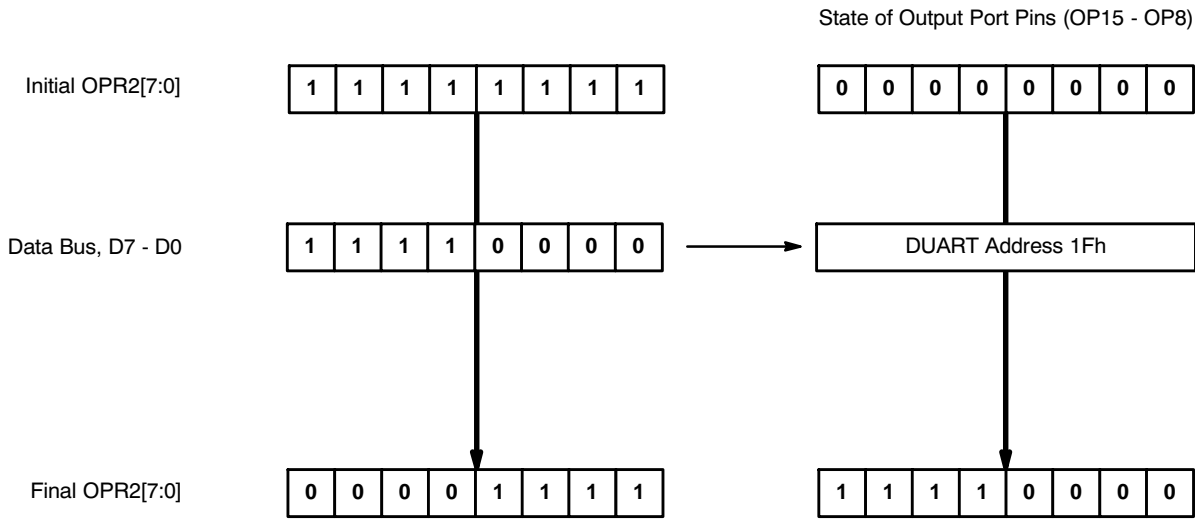 State of Output Port Pins (OP15 - OP8)
Initial OPR2[7:0] 1 1 1 1 1 1 1 1 0 0 0 0 0 0 0 0
Data Bus, D7 - D0 1 1 1 1 0 0 0 0 DUART Address 1Fh
Final OPR2[7:0] 0 0 0 0 1 1 1 1 1 1 1 1 0 0 0 0